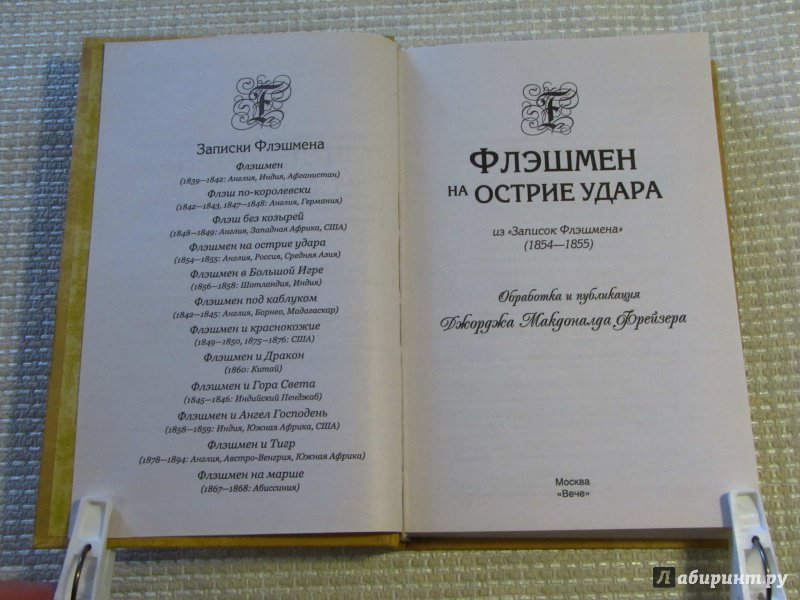 F
Записки Флэшмена
Флэшмен
(1839—1842: Англия, Индия, Афганистан)
Флэш по-королевски
(1842—1843, 1847—1848: Англия, Германия)
Флэш без козырей
(1848—1849: Англия, Западная Африка, США)
Флэшмен на острие удара
(1854—1855: Англия, Россия, Средняя Азия)
Флэшмен в Большой Игре
(1856—1858: Шотландия, Индия)
Флэшмен под каблуком
(1842—1845: Англия, Борнео, Мадагаскар)
Флэшмен и краснокожие
(1849—1850, 1875—1876: США)
Флэшмен и Дракон
(1860: Китай)
Флэшмен и Гора Света
(1845—1846: Индийский Пенджаб)
Флэшмен и Ангел Господень
(1858—1859: Индия, Южная Африка, США)
Флэшмен и Тигр
(1878—1894: Англия, Австро-Венгрия, Южная Африка)
Флэшмен на марше
(1867—1868: Абиссиния)
F
Флэшмен
на острие удара
из «Записок Флэшмена»
(1854—1855)
Обработка и публикация
Джорджа Макдоналда Фрейзера
Москва
«Вече»
Лабиринт.ру